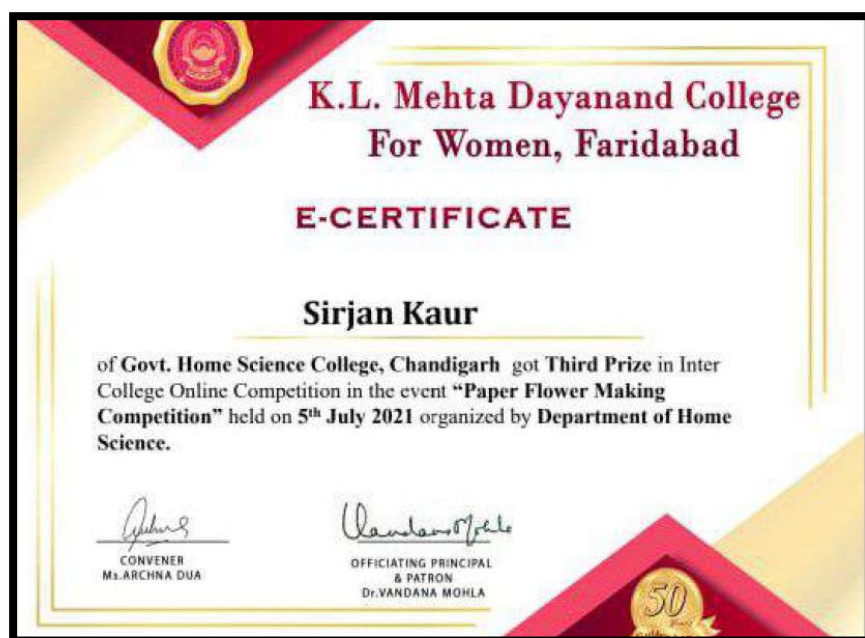 K.L. Mehta Dayanand College
For Women, Faridabad
E-CERTIFICATE
Sirjan Kaur
of Govt. Home Science College, Chandigarh got Third Prize in Inter
College Online Competition in the event “Paper Flower Making
Competition” held on 5th July 2021 organized by Department of Home
Science.
CONVENER
Ms.ARCHNA DUA
OFFICIATING PRINCIPAL
& PATRON
Dr.VANDANA MOHLA
50